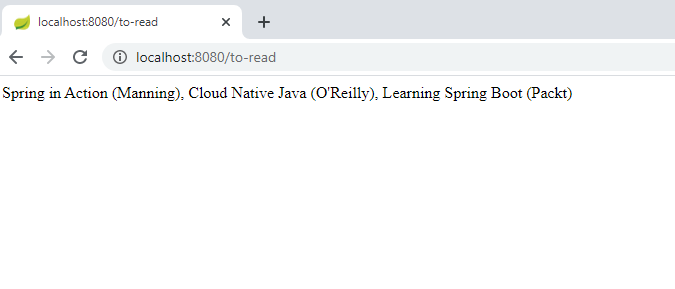 localhost:8080/to-read
localhost:8080/to-read
Spring in Action (Manning), Cloud Native Java (O'Reilly), Learning Spring Boot (Packt)